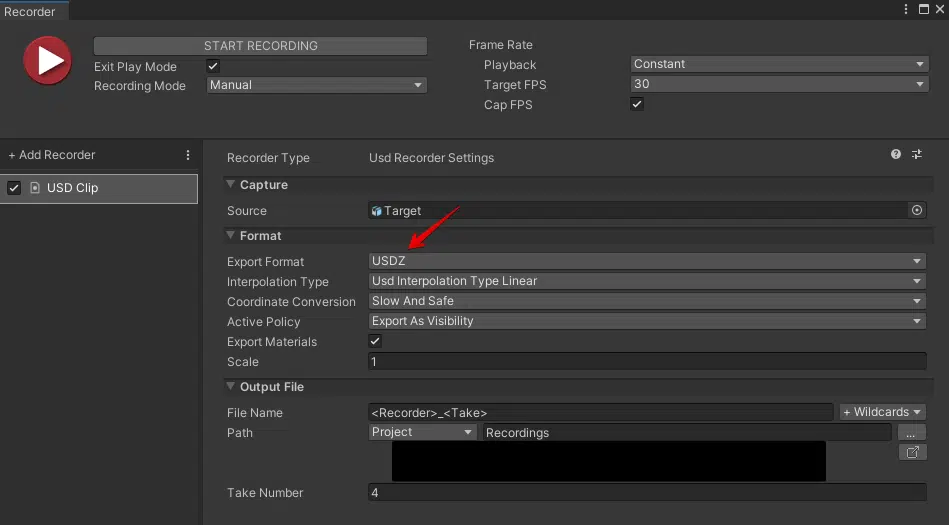 Recorder
START RECORDING
Exit Play Mode
Recording Mode Manual
Frame Rate
Playback Constant
Target FPS 30
Cap FPS
+ Add Recorder
USD Clip
Recorder Type Usd Recorder Settings
Capture
Source Target
Format
Export Format USDZ
Interpolation Type Usd Interpolation Type Linear
Coordinate Conversion Slow And Safe
Active Policy Export As Visibility
Export Materials
Scale 1
Output File
File Name <Recorder>_<Take> + Wildcards
Path Project Recordings ...
Take Number 4